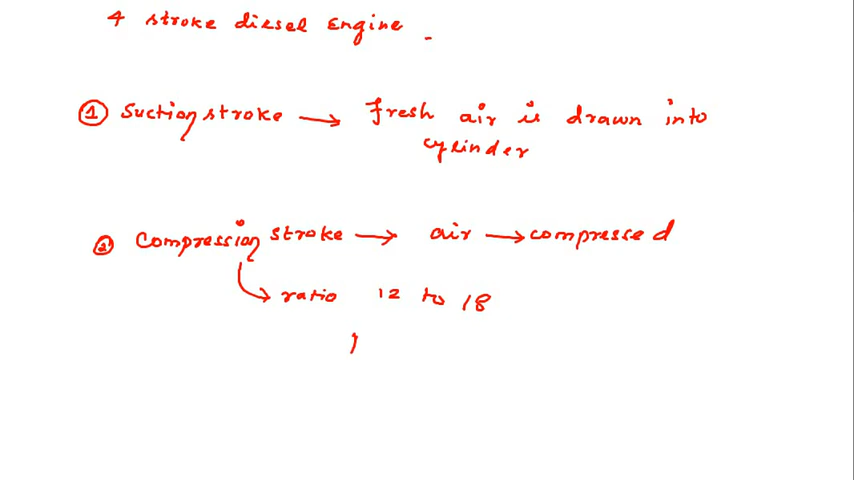 4 stroke diesel Engine
① Suction stroke → fresh air is drawn into
cylinder
② Compression stroke → air → compressed
→ ratio 12 to 18